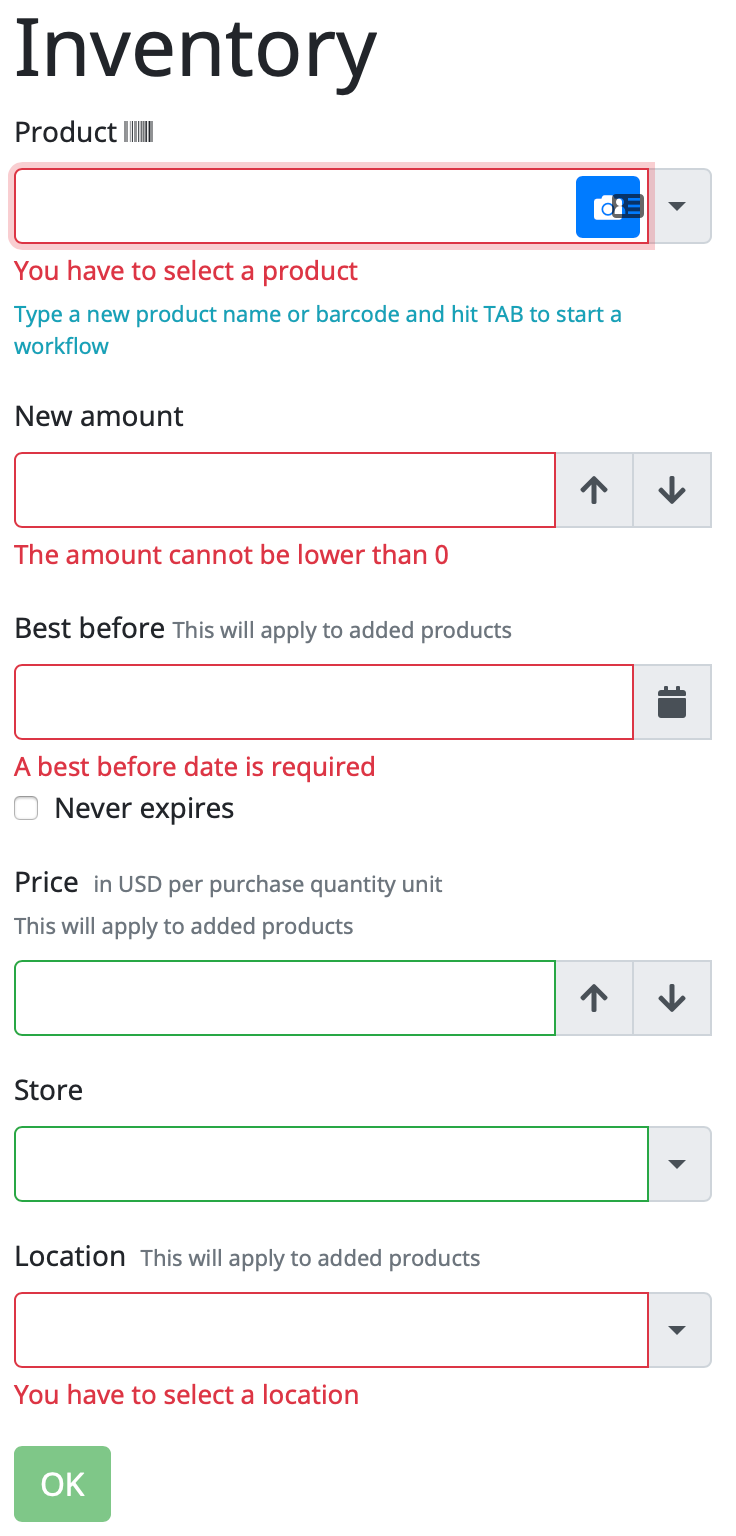 Inventory
Product
You have to select a product
Type a new product name or barcode and hit TAB to start a
workflow
New amount
The amount cannot be lower than 0
Best before This will apply to added products
A best before date is required
Never expires
Price in USD per purchase quantity unit
This will apply to added products
Store
Location This will apply to added products
You have to select a location
OK